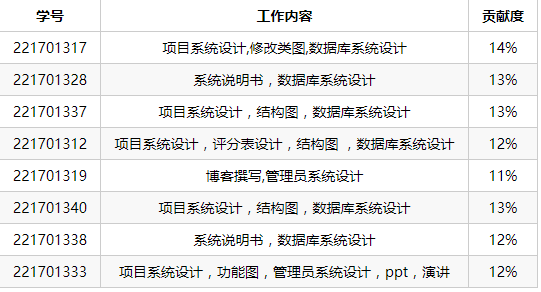 学号 工作内容 贡献度
221701317 项目系统设计,修改类图,数据库系统设计 14%
221701328 系统说明书，数据库系统设计 13%
221701337 项目系统设计，结构图，数据库系统设计 13%
221701312 项目系统设计，评分表设计，结构图 ，数据库系统设计 12%
221701319 博客撰写,管理员系统设计 11%
221701340 项目系统设计，结构图，数据库系统设计 13%
221701338 系统说明书，数据库系统设计 12%
221701333 项目系统设计，功能图，管理员系统设计，ppt，演讲 12%